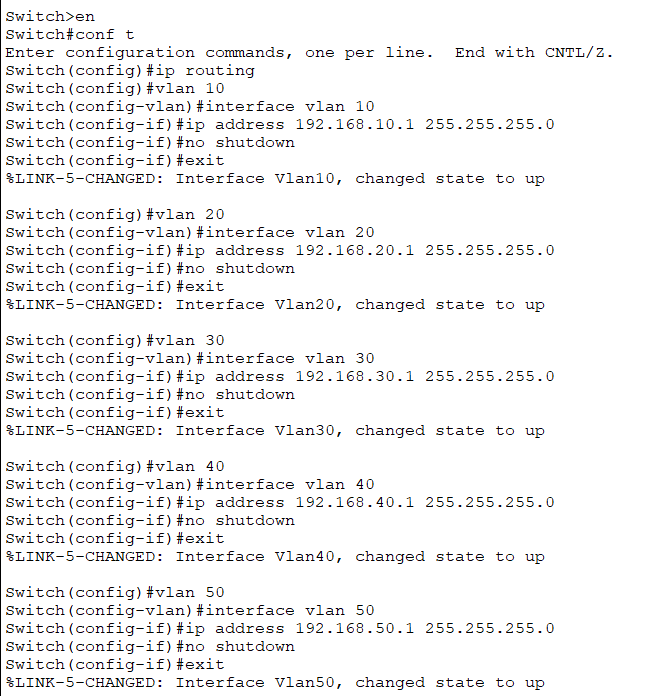 Switch>en
Switch#conf t
Enter configuration commands, one per line.  End with CNTL/Z.
Switch(config)#ip routing
Switch(config)#vlan 10
Switch(config-vlan)#interface vlan 10
Switch(config-if)#ip address 192.168.10.1 255.255.255.0
Switch(config-if)#no shutdown
Switch(config-if)#exit
%LINK-5-CHANGED: Interface Vlan10, changed state to up
Switch(config)#vlan 20
Switch(config-vlan)#interface vlan 20
Switch(config-if)#ip address 192.168.20.1 255.255.255.0
Switch(config-if)#no shutdown
Switch(config-if)#exit
%LINK-5-CHANGED: Interface Vlan20, changed state to up
Switch(config)#vlan 30
Switch(config-vlan)#interface vlan 30
Switch(config-if)#ip address 192.168.30.1 255.255.255.0
Switch(config-if)#no shutdown
Switch(config-if)#exit
%LINK-5-CHANGED: Interface Vlan30, changed state to up
Switch(config)#vlan 40
Switch(config-vlan)#interface vlan 40
Switch(config-if)#ip address 192.168.40.1 255.255.255.0
Switch(config-if)#no shutdown
Switch(config-if)#exit
%LINK-5-CHANGED: Interface Vlan40, changed state to up
Switch(config)#vlan 50
Switch(config-vlan)#interface vlan 50
Switch(config-if)#ip address 192.168.50.1 255.255.255.0
Switch(config-if)#no shutdown
Switch(config-if)#exit
%LINK-5-CHANGED: Interface Vlan50, changed state to up